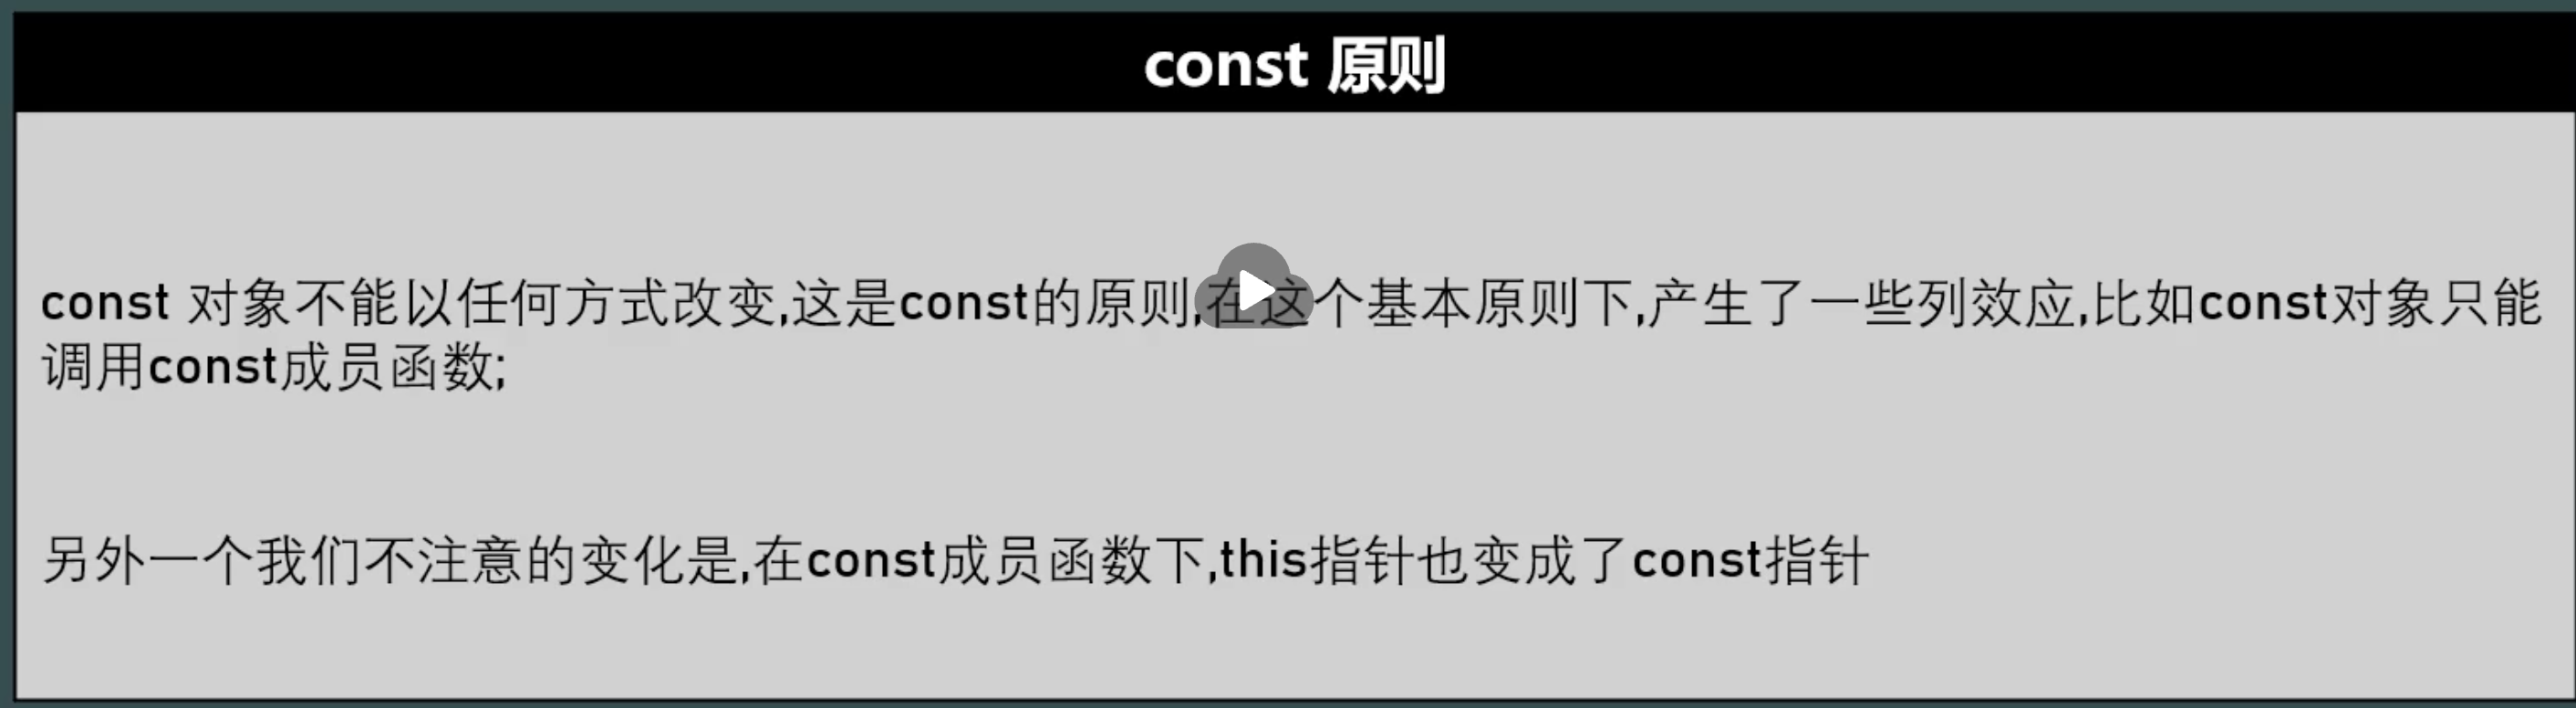 const 原则
const 对象不能以任何方式改变,这是const的原则,在这个基本原则下,产生了一些列效应,比如const对象只能
调用const成员函数;
另外一个我们不注意的变化是,在const成员函数下,this指针也变成了const指针